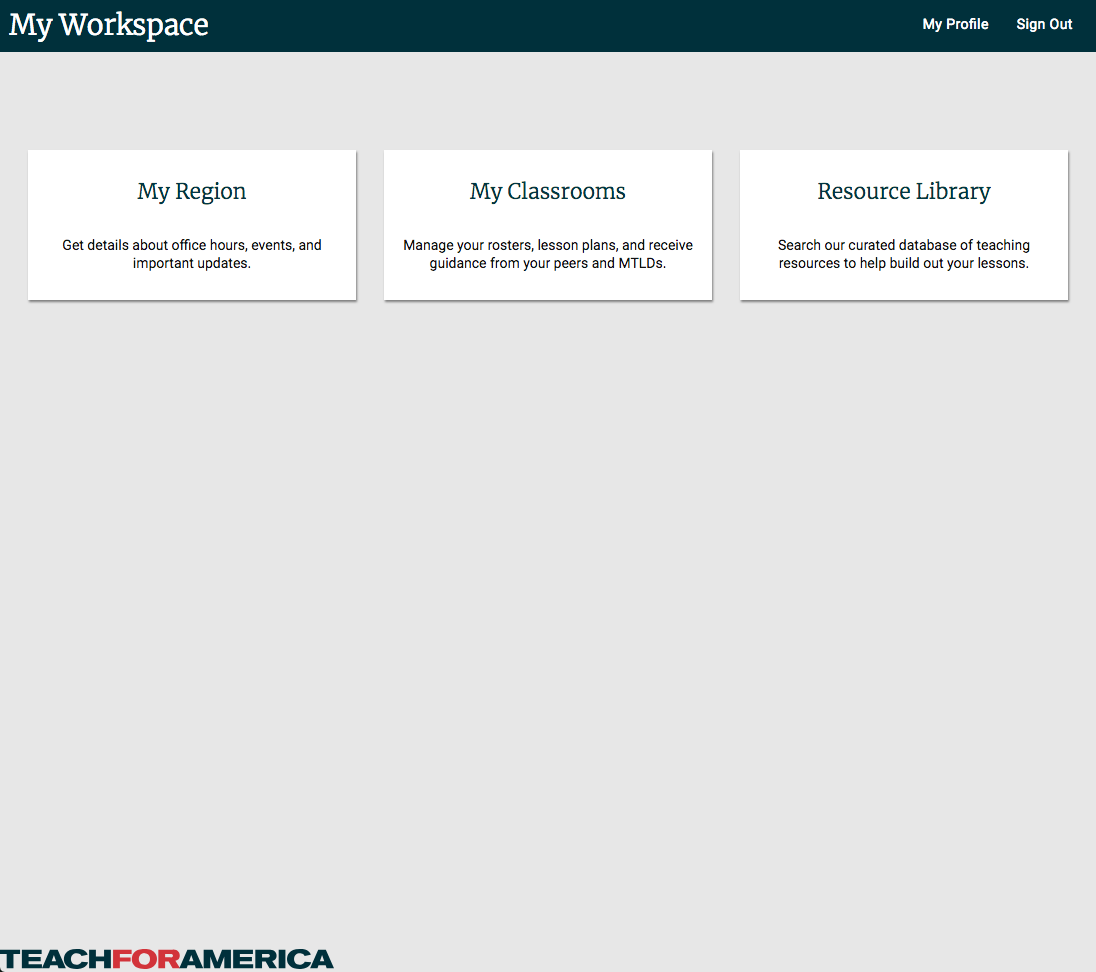 My Workspace
My Profile
Sign Out
My Region
Get details about office hours, events, and
important updates.
My Classrooms
Manage your rosters, lesson plans, and receive
guidance from your peers and MTLDs.
Resource Library
Search our curated database of teaching
resources to help build out your lessons.
TEACHFORAMERICA